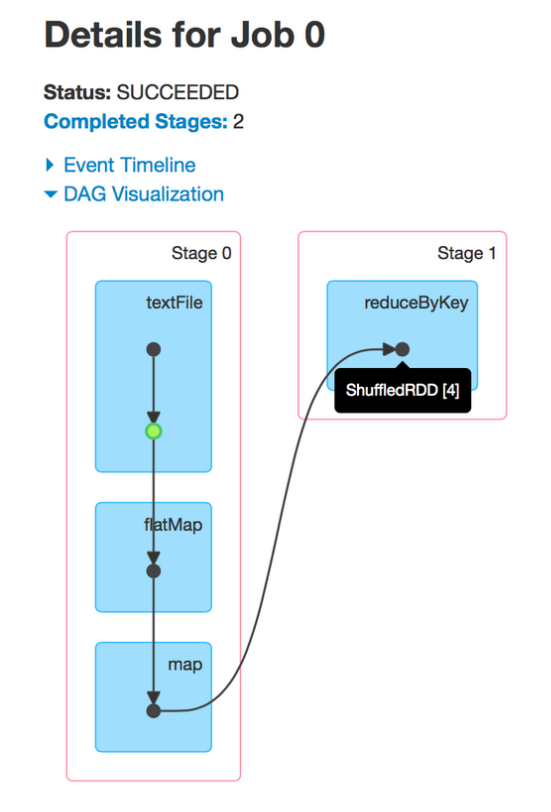 Details for Job 0
Status: SUCCEEDED
Completed Stages: 2
Event Timeline
DAG Visualization
Stage 0
textFile
flatMap
map
Stage 1
reduceByKey
ShuffledRDD [4]